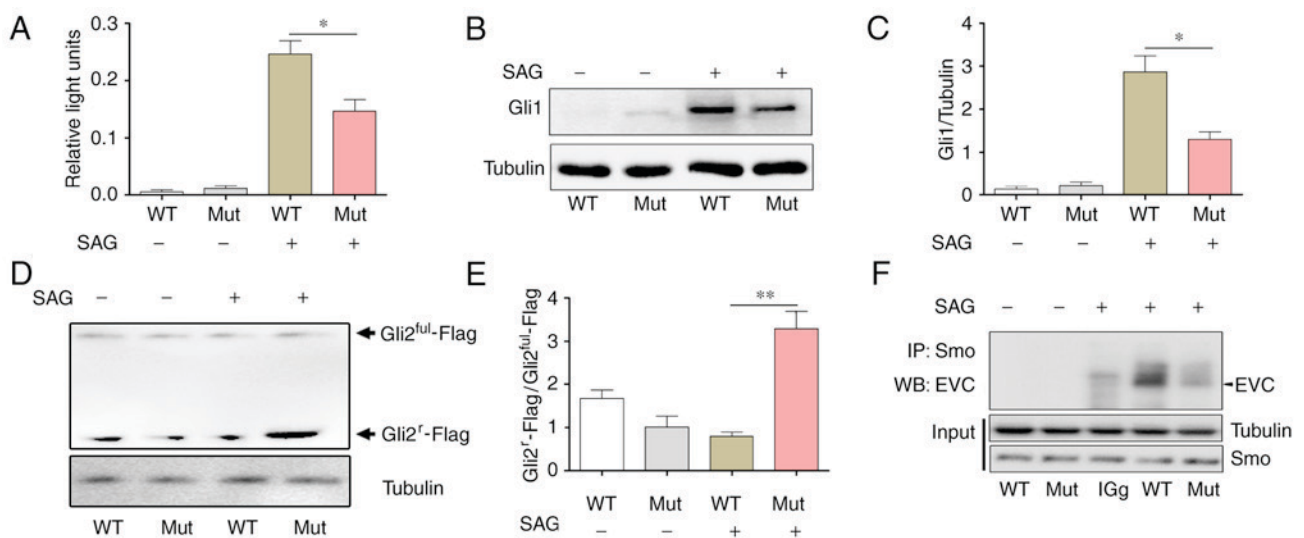 A
Relative light units
0.3
0.2
0.1
0.0
*
WT Mut WT Mut
SAG – – + +
B
SAG – – + +
Gli1
Tubulin
WT Mut WT Mut
C
Gli1/Tubulin
4
3
2
1
0
*
WT Mut WT Mut
SAG – – + +
D
SAG – – + +
Gli2ful-Flag
Gli2r-Flag
Tubulin
WT Mut WT Mut
E
Gli2r-Flag/Gli2ful-Flag
4
3
2
1
0
**
WT Mut WT Mut
SAG – – + +
F
SAG – – + + +
IP: Smo
WB: EVC
EVC
Input
Tubulin
Smo
WT Mut IGg WT Mut